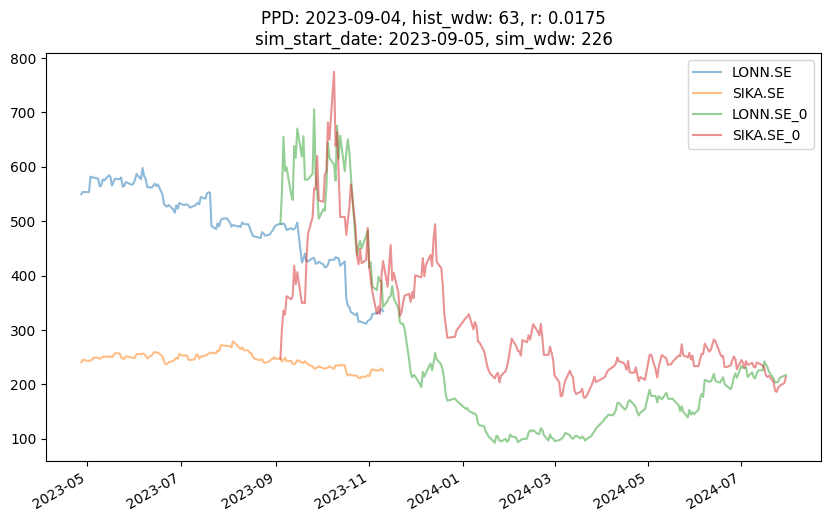 PPD: 2023-09-04, hist_wdw: 63, r: 0.0175
sim_start_date: 2023-09-05, sim_wdw: 226
800
700
600
500
400
300
200
100
LONN.SE
SIKA.SE
LONN.SE_0
SIKA.SE_0
2023-05
2023-07
2023-09
2023-11
2024-01
2024-03
2024-05
2024-07